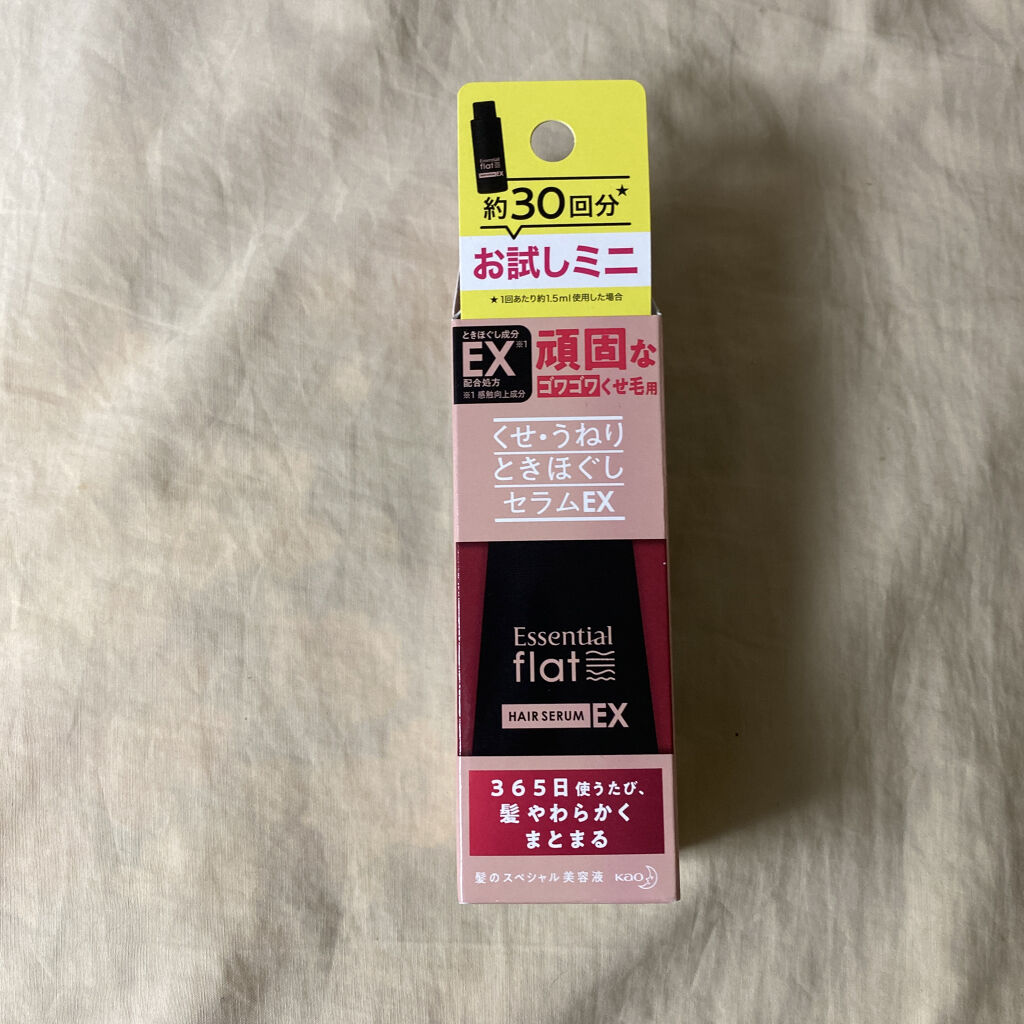 Essential
flat
約30回分★
お試しミニ
★1回あたり約1.5ml使用した場合
ときほぐし成分
EX※1
配合処方
※1 感触向上成分
頑固な
ゴワゴワくせ毛用
くせ・うねり
ときほぐし
セラムEX
Essential
flat
HAIR SERUM EX
365日 使うたび、
髪 やわらかく
まとまる
髪のスペシャル美容液 Kao